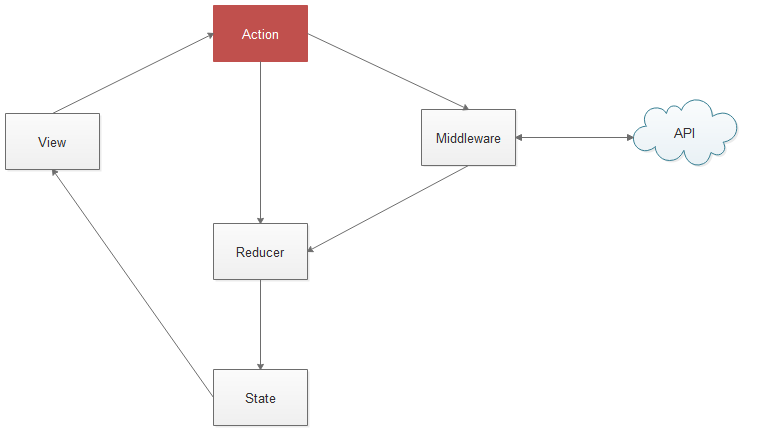 Action
View
Middleware
API
Reducer
State